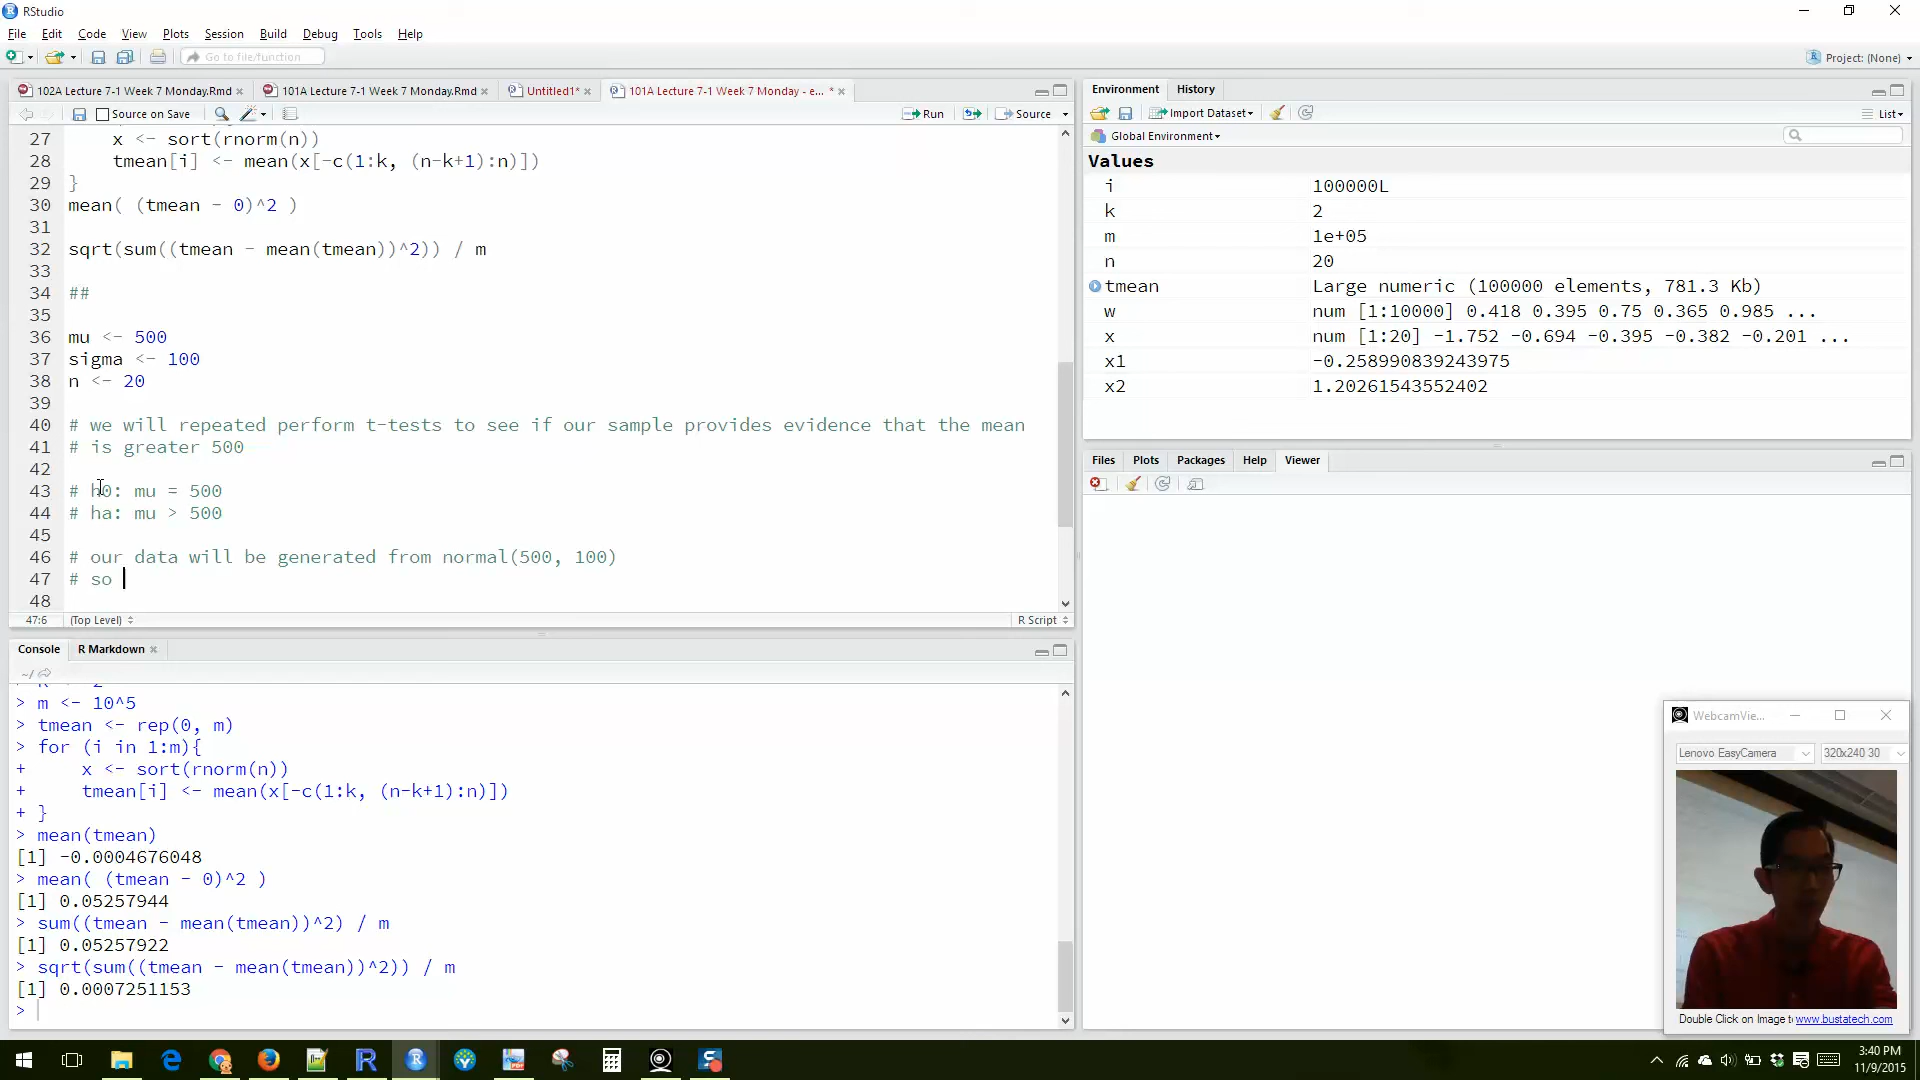 RStudio
File Edit Code View Plots Session Build Debug Tools Help
Go to file/function
Project: (None)
102A Lecture 7-1 Week 7 Monday.Rmd
101A Lecture 7-1 Week 7 Monday.Rmd
Untitled1*
101A Lecture 7-1 Week 7 Monday - e... *
Source on Save
Run
Source
27 x <- sort(rnorm(n))
28 tmean[i] <- mean(x[-c(1:k, (n-k+1):n)])
29 }
30 mean( (tmean - 0)^2 )
31
32 sqrt(sum((tmean - mean(tmean))^2)) / m
33
34 ##
35
36 mu <- 500
37 sigma <- 100
38 n <- 20
39
40 # we will repeated perform t-tests to see if our sample provides evidence that the mean
41 # is greater 500
42
43 # h0: mu = 500
44 # ha: mu > 500
45
46 # our data will be generated from normal(500, 100)
47 # so
48
47:6 (Top Level) R Script
Console R Markdown
~/
> m <- 10^5
> tmean <- rep(0, m)
> for (i in 1:m){
+ x <- sort(rnorm(n))
+ tmean[i] <- mean(x[-c(1:k, (n-k+1):n)])
+ }
> mean(tmean)
[1] -0.0004676048
> mean( (tmean - 0)^2 )
[1] 0.05257944
> sum((tmean - mean(tmean))^2) / m
[1] 0.05257922
> sqrt(sum((tmean - mean(tmean))^2)) / m
[1] 0.0007251153
>
Environment History
Import Dataset
List
Global Environment
Values
i 100000L
k 2
m 1e+05
n 20
tmean Large numeric (100000 elements, 781.3 Kb)
w num [1:10000] 0.418 0.395 0.75 0.365 0.985 ...
x num [1:20] -1.752 -0.694 -0.395 -0.382 -0.201 ...
x1 -0.258990839243975
x2 1.20261543552402
Files Plots Packages Help Viewer
WebcamVie...
Lenovo EasyCamera
320x240 30
Double Click on Image t www.bustatech.com
3:40 PM
11/9/2015